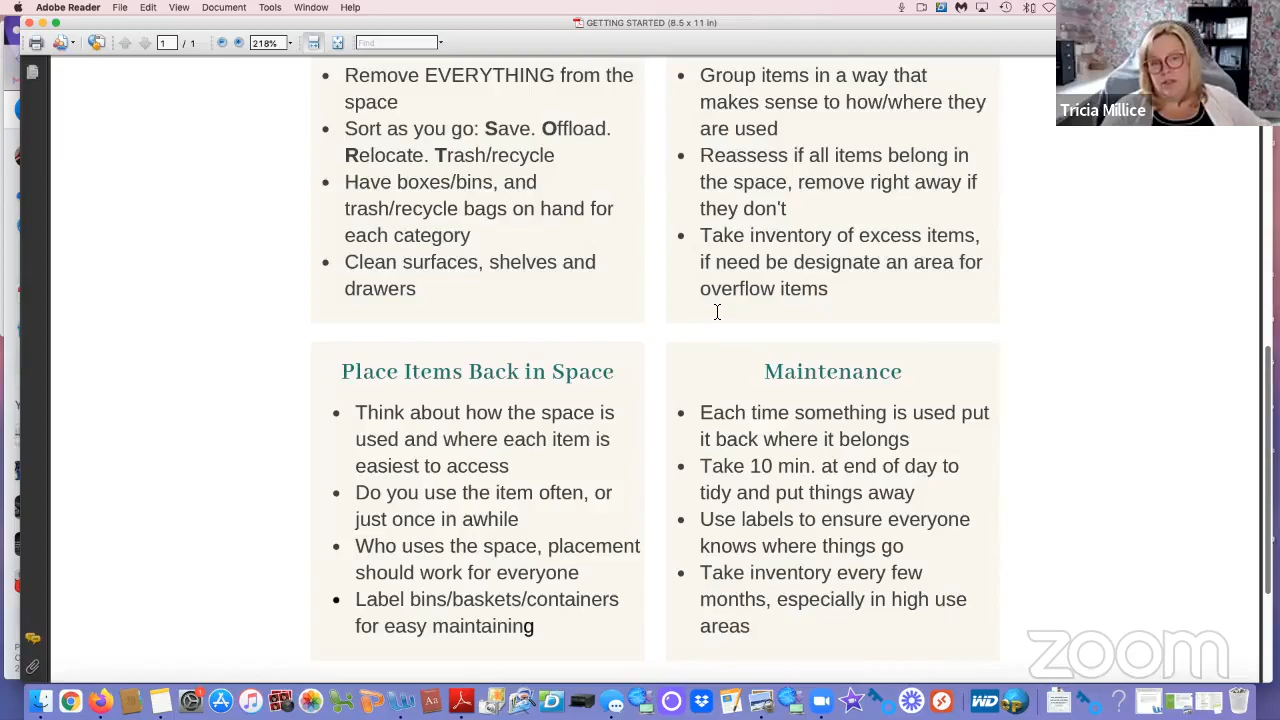 Adobe Reader File Edit View Document Tools Window Help
GETTING STARTED (8.5 x 11 in)
1 / 1 218% Find
Tricia Millice
Remove EVERYTHING from the
space
Sort as you go: Save. Offload.
Relocate. Trash/recycle
Have boxes/bins, and
trash/recycle bags on hand for
each category
Clean surfaces, shelves and
drawers
Group items in a way that
makes sense to how/where they
are used
Reassess if all items belong in
the space, remove right away if
they don't
Take inventory of excess items,
if need be designate an area for
overflow items
Place Items Back in Space
Think about how the space is
used and where each item is
easiest to access
Do you use the item often, or
just once in awhile
Who uses the space, placement
should work for everyone
Label bins/baskets/containers
for easy maintaining
Maintenance
Each time something is used put
it back where it belongs
Take 10 min. at end of day to
tidy and put things away
Use labels to ensure everyone
knows where things go
Take inventory every few
months, especially in high use
areas
zoom